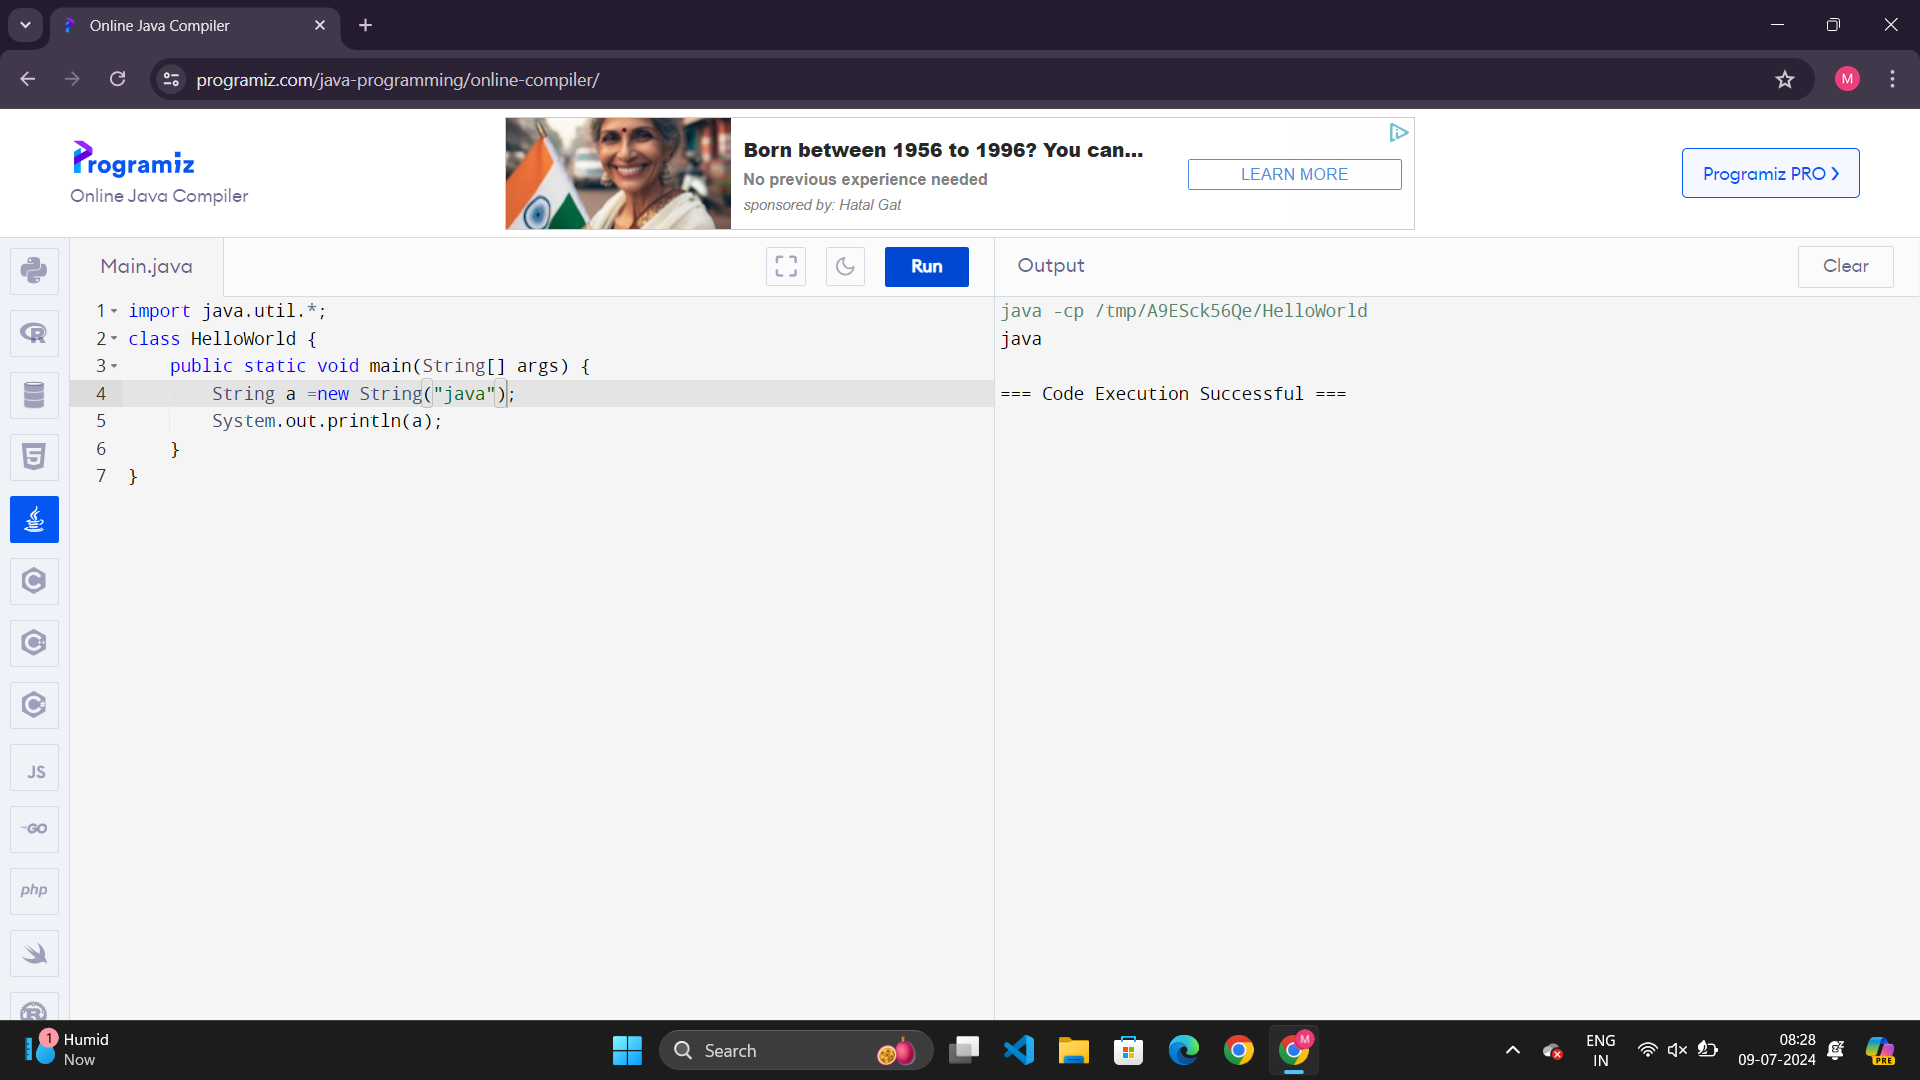 Online Java Compiler
programiz.com/java-programming/online-compiler/
M
Programiz
Online Java Compiler
Born between 1956 to 1996? You can...
No previous experience needed
sponsored by: Hatal Gat
LEARN MORE
Programiz PRO
Main.java
Run
Output
Clear
1 import java.util.*;
2 class HelloWorld {
3 public static void main(String[] args) {
4 String a =new String("java");
5 System.out.println(a);
6 }
7 }
java -cp /tmp/A9ESck56Qe/HelloWorld
java
=== Code Execution Successful ===
R
5
C
C
C
JS
GO
php
R
1
Humid
Now
Search
M
ENG
IN
08:28
09-07-2024
PRE